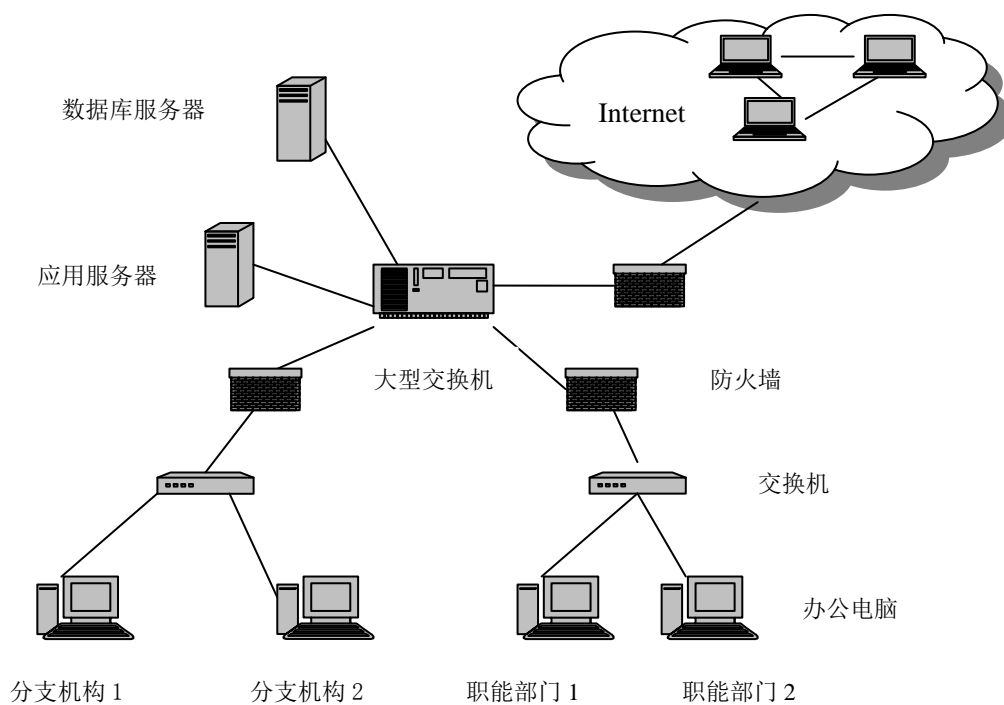 数据库服务器
Internet
应用服务器
大型交换机
防火墙
交换机
办公电脑
分支机构 1
分支机构 2
职能部门 1
职能部门 2